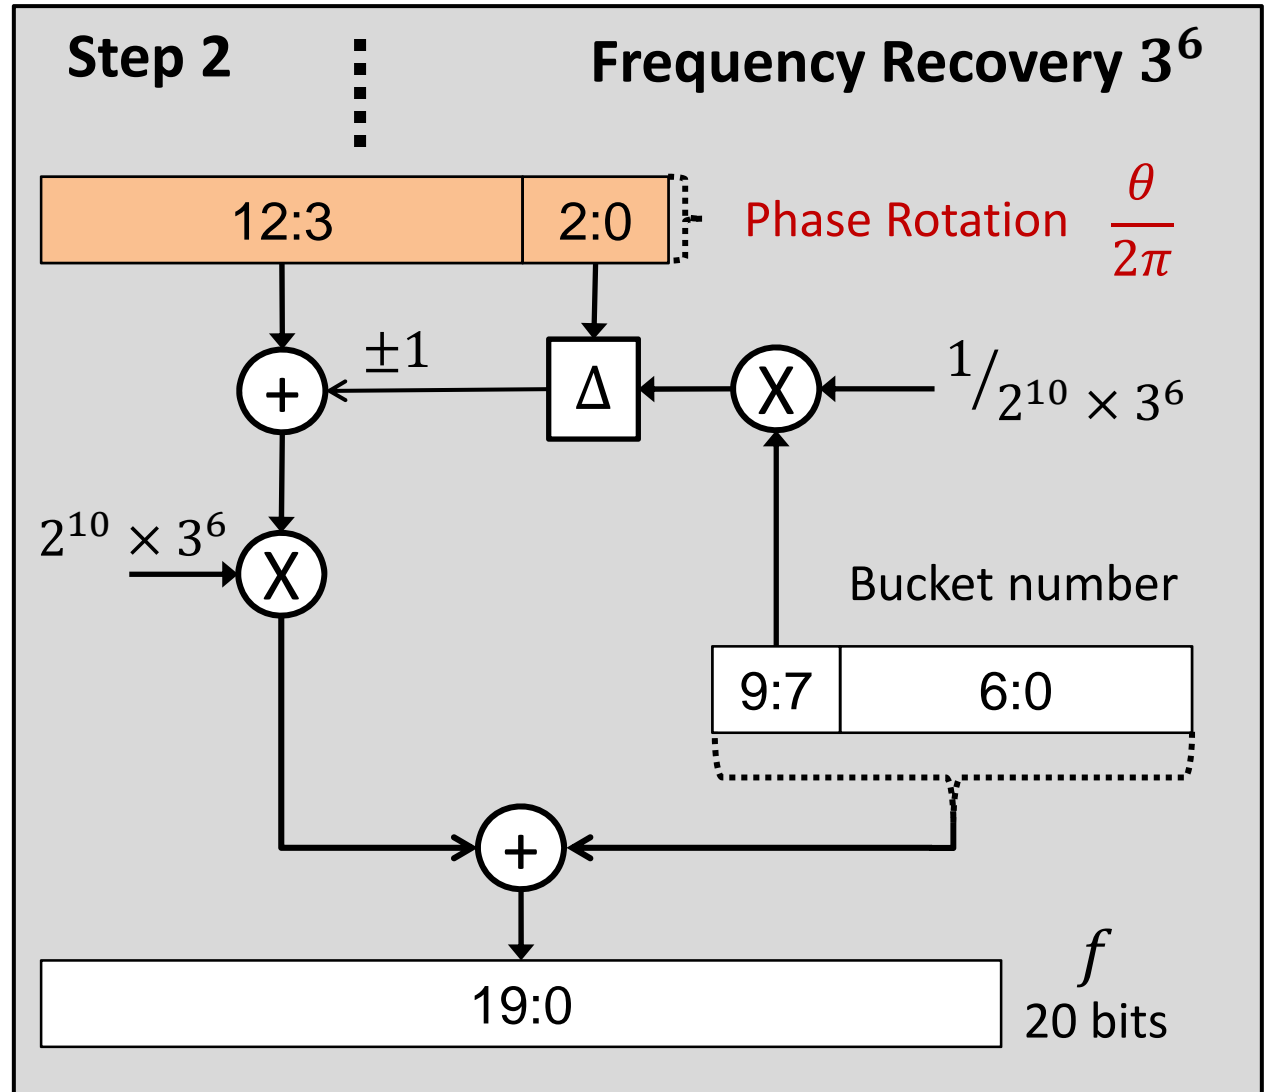 Step 2
Frequency Recovery 3⁶
12:3
2:0
Phase Rotation θ/2π
±1
+
Δ
X
1/2¹⁰ × 3⁶
2¹⁰ × 3⁶
X
Bucket number
9:7
6:0
+
19:0
f
20 bits